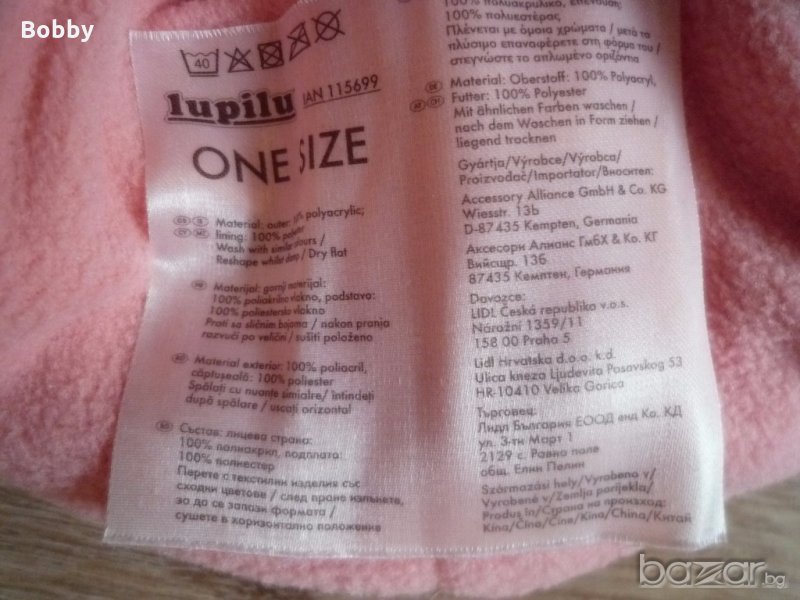 Bobby
40
lupilu IAN 115699
ONE SIZE
Material: outer: polyacrylic;
lining: 100%
Wash with similar colours /
Reshape whilst damp / Dry flat
Materijal: gornji materijal:
100% poliakrilno vlakno, podstava:
100% poliestersko vlakno
Prati sa sličnim bojama / nakon pranja
razvući po veličini / sušiti položeno
Material exterior: 100% poliacril,
căptuşeală: 100% poliester
Spălaţi cu nuanţe similare/ întindeţi
după spălare / uscaţi orizontal
Състав: лицева страна:
100% полиакрил, подплата:
100% полиестер
Перете с текстилни изделия със
сходни цветове / след пране изпънете,
за да се запази формата /
сушете в хоризонтално положение
100% πολυακρυλικό, επένδυση:
100% πολυεστέρας
Πλένεται με όμοια χρώματα / μετά το
πλύσιμο επαναφέρετε στη φόρμα του /
στεγνώστε το απλωμένο οριζόντια
Material: Oberstoff: 100% Polyacryl,
Futter: 100% Polyester
Mit ähnlichen Farben waschen /
nach dem Waschen in Form ziehen /
liegend trocknen
Gyártja/Výrobce/Výrobca/
Proizvođač/Importator/Вносител:
Accessory Alliance GmbH & Co. KG
Wiesstr. 13b
D-87435 Kempten, Germania
Аксесори Алианс ГмбХ & Ко. КГ
Вийсщр. 13б
87435 Кемптен, Германия
Dovozce:
LIDL Česká republika v.o.s.
Nárožní 1359/11
158 00 Praha 5
Lidl Hrvatska d.o.o. k.d.
Ulica kneza Ljudevita Posavskog 53
HR-10410 Velika Gorica
Търговец:
Лидл България ЕООД енд Ко. КД
ул. 3-ти Март 1
2129 с. Равно поле
общ. Елин Пелин
Származási hely/Vyrobeno v/
Vyrobené v/Zemlja porijekla/
Produs în/Страна на произход:
Kína/Čína/Čína/Kina/China/Китай
bazar.bg